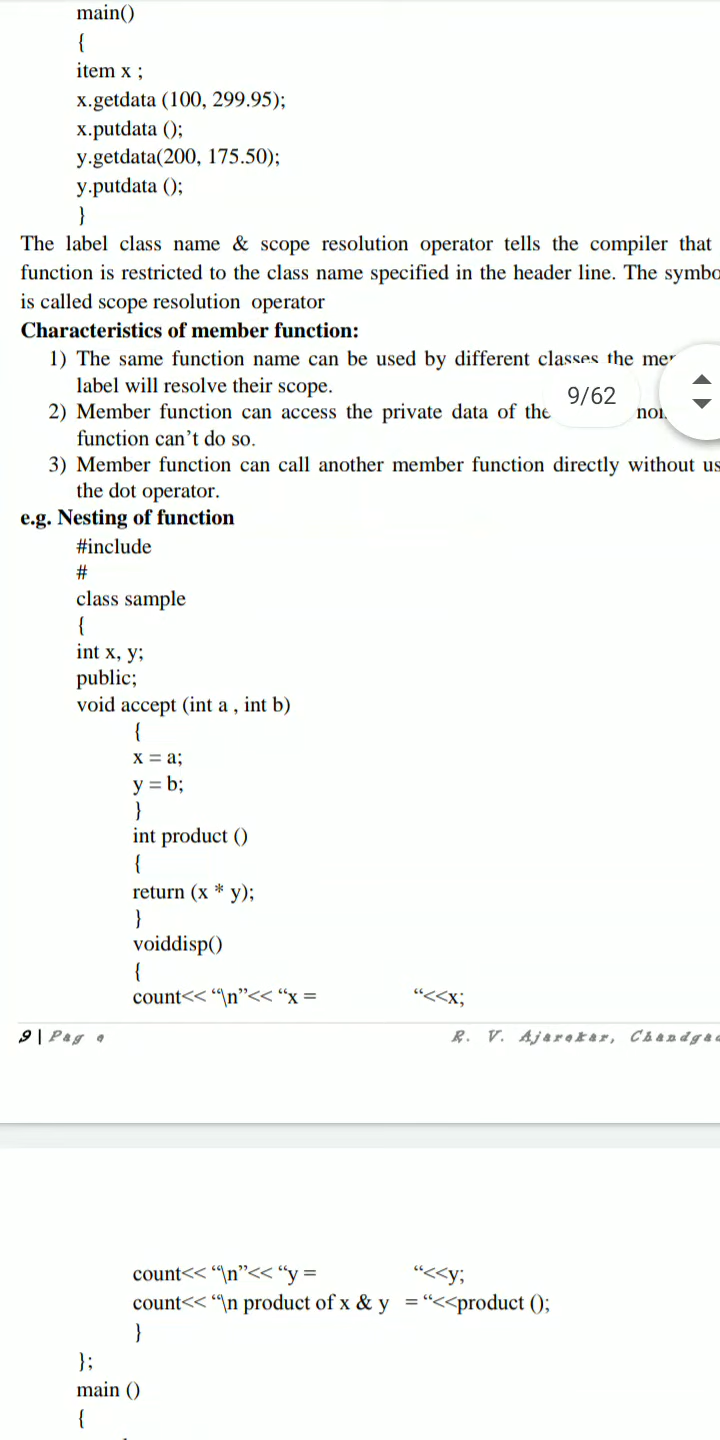 main()
{
item x ;
x.getdata (100, 299.95);
x.putdata ();
y.getdata(200, 175.50);
y.putdata ();
}
The label class name & scope resolution operator tells the compiler that
function is restricted to the class name specified in the header line. The symbo
is called scope resolution operator
Characteristics of member function:
1) The same function name can be used by different classes the mem
label will resolve their scope.
2) Member function can access the private data of the
function can’t do so.
9/62
3) Member function can call another member function directly without us
the dot operator.
e.g. Nesting of function
#include
#
class sample
{
int x, y;
public;
void accept (int a , int b)
{
x = a;
y = b;
}
int product ()
{
return (x * y);
}
voiddisp()
{
count<< “\n”<< “x = “<<x;
9 | Pag e R. V. Ajarekar, Chandgad
count<< “\n”<< “y = “<<y;
count<< “\n product of x & y = “<<product ();
}
};
main ()
{